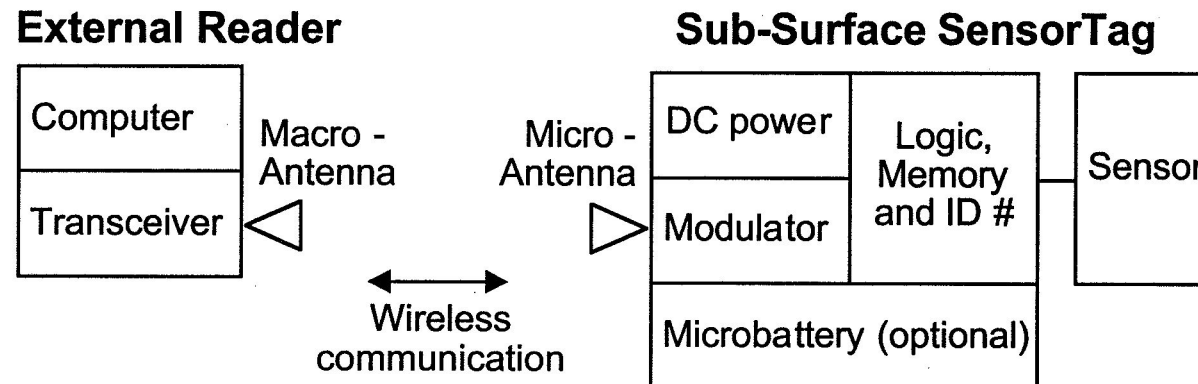 External Reader
Sub-Surface SensorTag
Computer
Transceiver
Macro -
Antenna
Micro -
Antenna
Wireless
communication
DC power
Modulator
Logic,
Memory
and ID #
Microbattery (optional)
Sensor